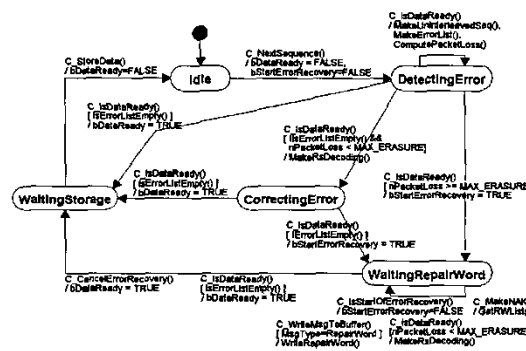 C_StoreData()
/ bDataReady=FALSE
Idle
C_NextSequence()
/ bDataReady = FALSE,
bStartErrorRecovery=FALSE
C_IsDataReady()
/ MakeUninterleavedSeq(),
MakeErrorList(),
ComputePacketLoss()
DetectingError
C_IsDataReady()
[ IsErrorListEmpty() ]
/ bDataReady = TRUE
C_IsDataReady()
[ !IsErrorListEmpty() &&
nPacketLoss < MAX_ERASURE]
/ MakeRsDecoding()
C_IsDataReady()
[ IsErrorListEmpty() ]
/ bDataReady = TRUE
WaitingStorage
CorrectingError
C_IsDataReady()
[ nPacketLoss >= MAX_ERASURE]
/ bStartErrorRecovery = TRUE
C_IsDataReady()
[ !IsErrorListEmpty() ]
/ bStartErrorRecovery = TRUE
WaitingRepairWord
C_CancelErrorRecovery()
/ bDataReady = TRUE
C_IsDataReady()
[ IsErrorListEmpty() ]
/ bDataReady = TRUE
C_IsStartOfErrorRecovery()
/ bStartErrorRecovery=FALSE
C_MakeNAK
/ GetRWLists
C_WriteMsgToBuffer()
[ MsgType=RepairWord ]
/ WriteRepairWord()
C_IsDataReady()
[nPacketLoss < MAX_ERASURE]
/ MakeRsDecoding()